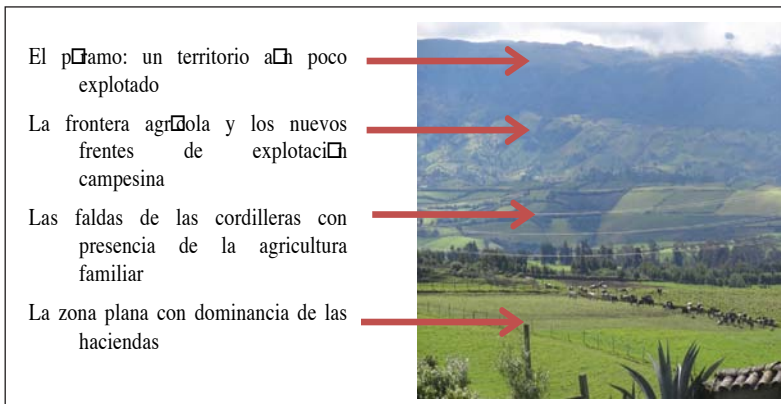 El p□ramo: un territorio a□n poco
explotado
La frontera agr□cola y los nuevos
frentes de explotaci□n
campesina
Las faldas de las cordilleras con
presencia de la agricultura
familiar
La zona plana con dominancia de las
haciendas